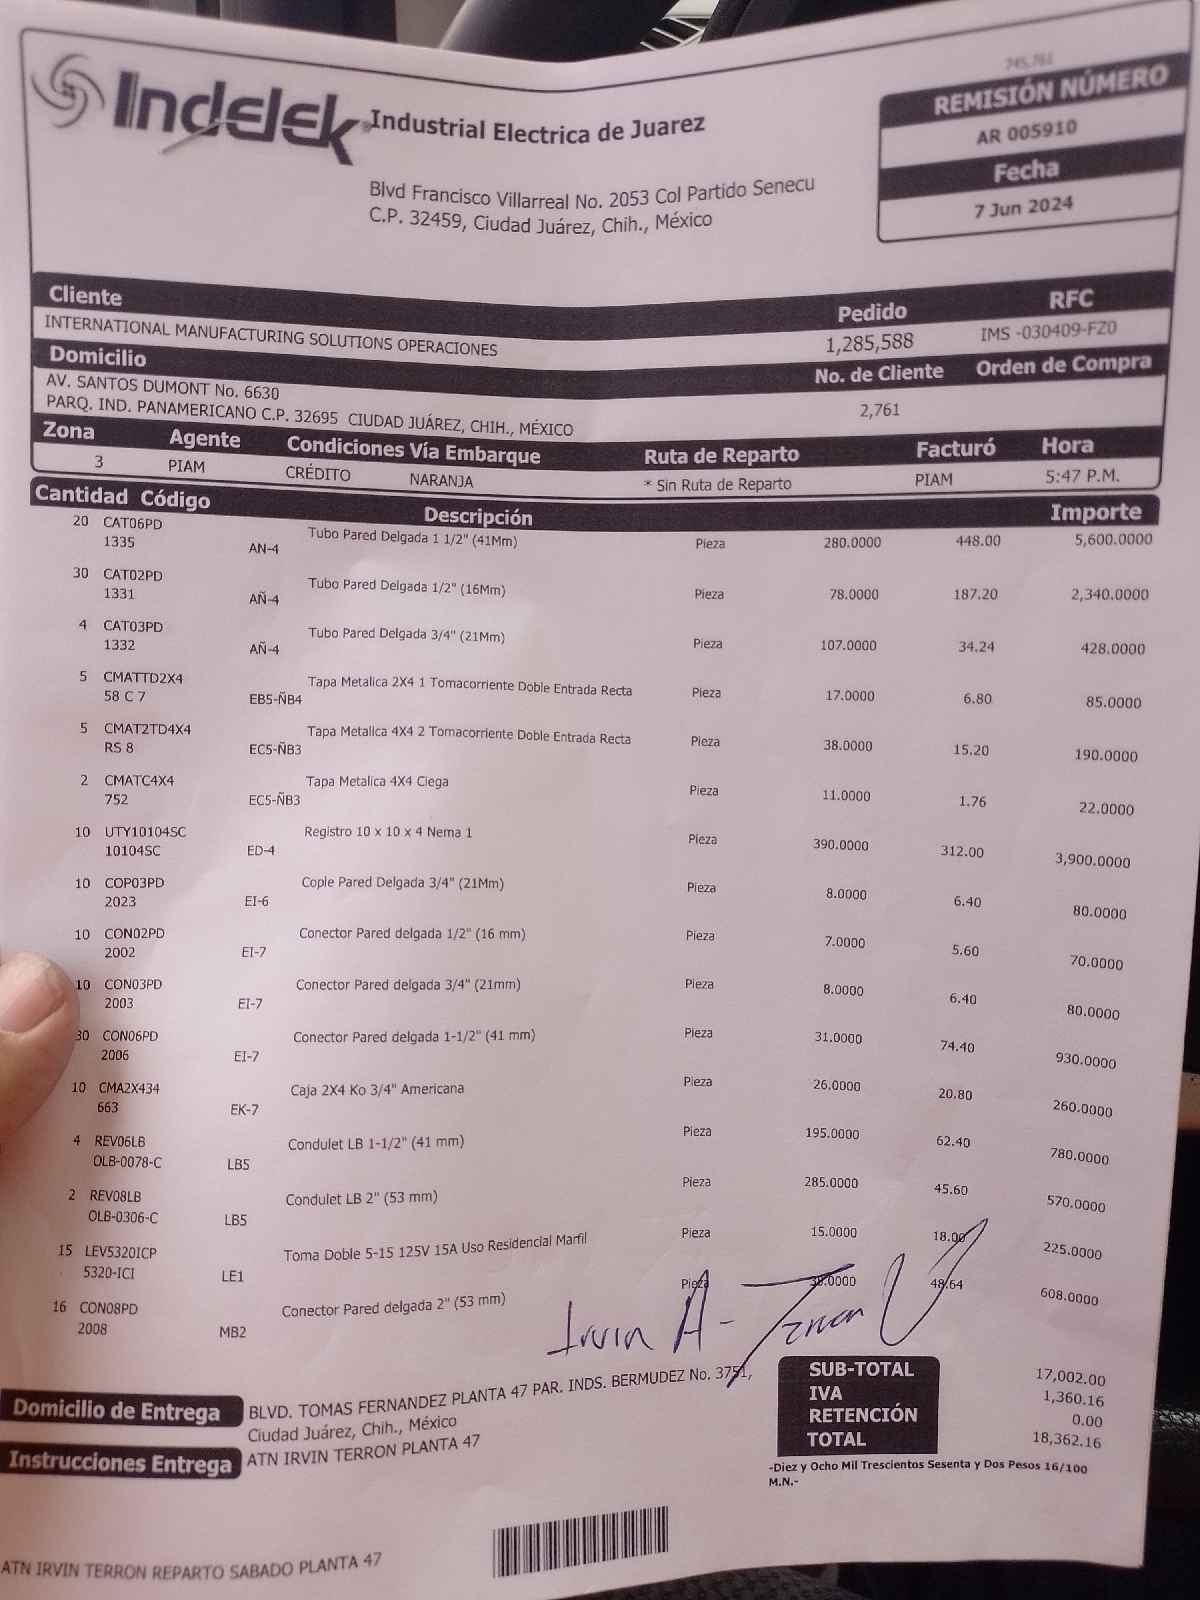 745,761
Indelek® Industrial Electrica de Juarez
Blvd Francisco Villarreal No. 2053 Col Partido Senecu
C.P. 32459, Ciudad Juárez, Chih., México
REMISIÓN NÚMERO
AR 005910
Fecha
7 Jun 2024
Cliente Pedido RFC
INTERNATIONAL MANUFACTURING SOLUTIONS OPERACIONES 1,285,588 IMS -030409-FZ0
Domicilio No. de Cliente Orden de Compra
AV. SANTOS DUMONT No. 6630
PARQ. IND. PANAMERICANO C.P. 32695 CIUDAD JUÁREZ, CHIH., MÉXICO 2,761
Zona Agente Condiciones Vía Embarque Ruta de Reparto Facturó Hora
3 PIAM CRÉDITO NARANJA * Sin Ruta de Reparto PIAM 5:47 P.M.
Cantidad Código Descripción Importe
20 CAT06PD Tubo Pared Delgada 1 1/2" (41Mm) Pieza 280.0000 448.00 5,600.0000
1335 AN-4
30 CAT02PD Tubo Pared Delgada 1/2" (16Mm) Pieza 78.0000 187.20 2,340.0000
1331 AÑ-4
4 CAT03PD Tubo Pared Delgada 3/4" (21Mm) Pieza 107.0000 34.24 428.0000
1332 AÑ-4
5 CMATTD2X4 Tapa Metalica 2X4 1 Tomacorriente Doble Entrada Recta Pieza 17.0000 6.80 85.0000
58 C 7 EB5-ÑB4
5 CMAT2TD4X4 Tapa Metalica 4X4 2 Tomacorriente Doble Entrada Recta Pieza 38.0000 15.20 190.0000
RS 8 EC5-ÑB3
2 CMATC4X4 Tapa Metalica 4X4 Ciega Pieza 11.0000 1.76 22.0000
752 EC5-ÑB3
10 UTY10104SC Registro 10 x 10 x 4 Nema 1 Pieza 390.0000 312.00 3,900.0000
10104SC ED-4
10 COP03PD Cople Pared Delgada 3/4" (21Mm) Pieza 8.0000 6.40 80.0000
2023 EI-6
10 CON02PD Conector Pared delgada 1/2" (16 mm) Pieza 7.0000 5.60 70.0000
2002 EI-7
10 CON03PD Conector Pared delgada 3/4" (21mm) Pieza 8.0000 6.40 80.0000
2003 EI-7
30 CON06PD Conector Pared delgada 1-1/2" (41 mm) Pieza 31.0000 74.40 930.0000
2006 EI-7
10 CMA2X434 Caja 2X4 Ko 3/4" Americana Pieza 26.0000 20.80 260.0000
663 EK-7
4 REV06LB Condulet LB 1-1/2" (41 mm) Pieza 195.0000 62.40 780.0000
OLB-0078-C LB5
2 REV08LB Condulet LB 2" (53 mm) Pieza 285.0000 45.60 570.0000
OLB-0306-C LB5
15 LEV5320ICP Toma Doble 5-15 125V 15A Uso Residencial Marfil Pieza 15.0000 18.00 225.0000
5320-ICI LE1
16 CON08PD Conector Pared delgada 2" (53 mm) Pieza 38.0000 48.64 608.0000
2008 MB2
Irvin A- Terron V
Domicilio de Entrega BLVD. TOMAS FERNANDEZ PLANTA 47 PAR. INDS. BERMUDEZ No. 3751,
Ciudad Juárez, Chih., México
Instrucciones Entrega ATN IRVIN TERRON PLANTA 47
SUB-TOTAL 17,002.00
IVA 1,360.16
RETENCIÓN 0.00
TOTAL 18,362.16
-Diez y Ocho Mil Trescientos Sesenta y Dos Pesos 16/100
M.N.-
ATN IRVIN TERRON REPARTO SABADO PLANTA 47